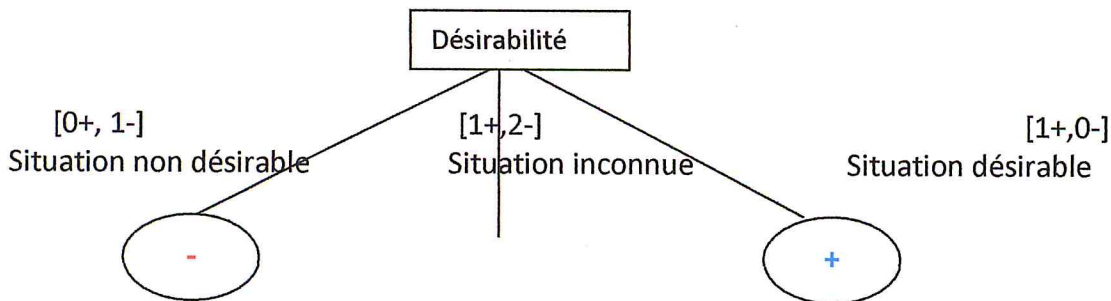 Désirabilité
[0+, 1-]
[1+,2-]
[1+,0-]
Situation non désirable
Situation inconnue
Situation désirable
-
+